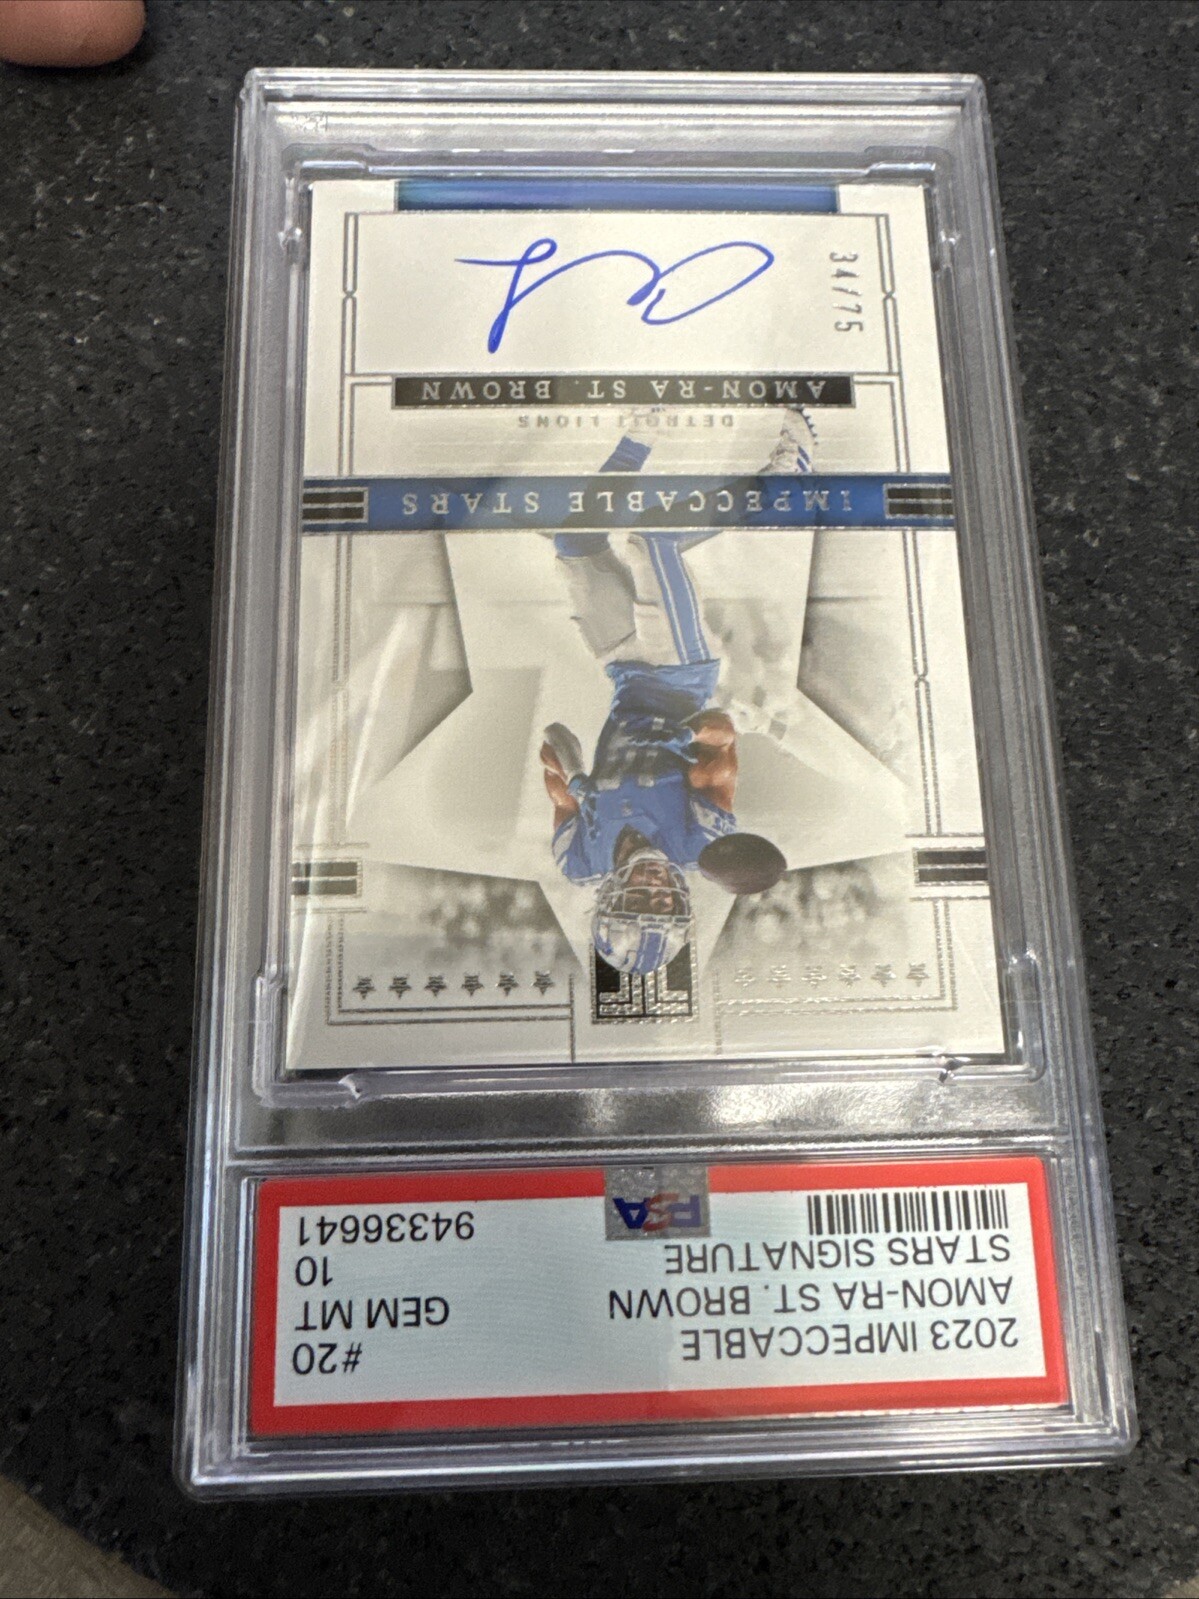 2023 IMPECCABLE #20
AMON-RA ST. BROWN GEM MT
STARS SIGNATURE 10
PSA 94336641
IMPECCABLE STARS
DETROIT LIONS
AMON-RA ST. BROWN
34/75